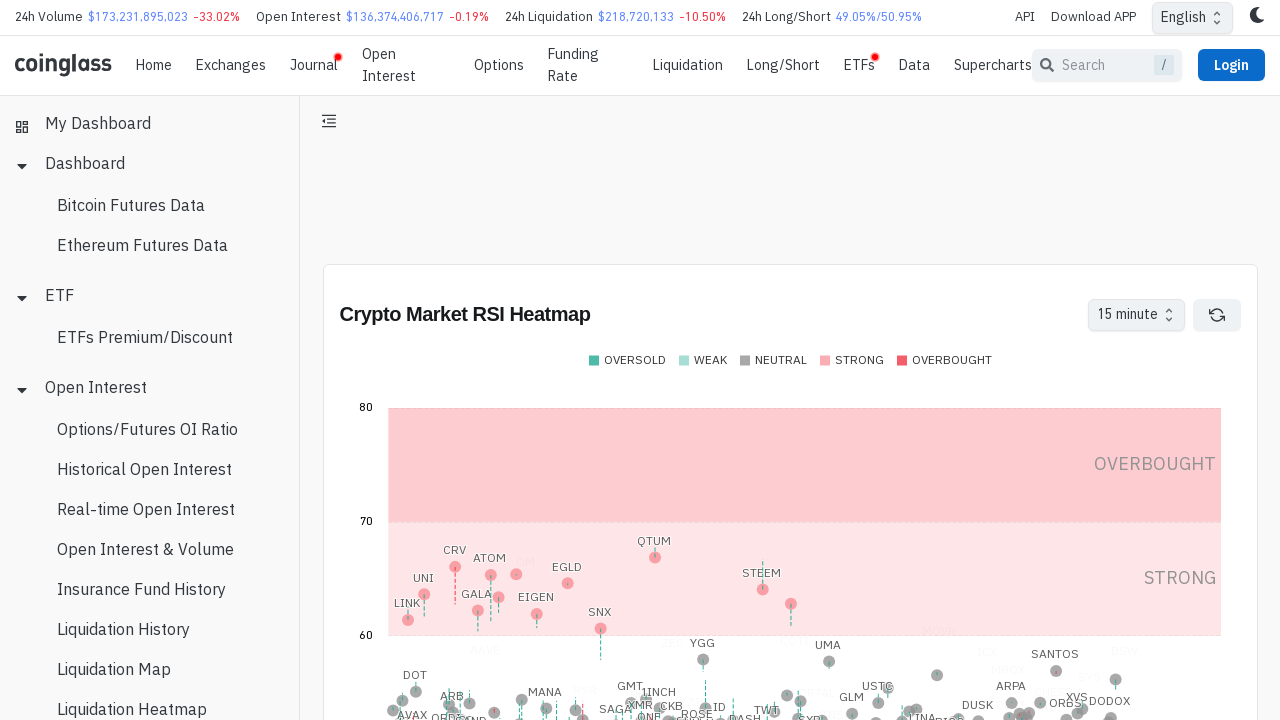 24h Volume $173,231,895,023 -33.02% Open Interest $136,374,406,717 -0.19% 24h Liquidation $218,720,133 -10.50% 24h Long/Short 49.05%/50.95% API Download APP English
coinglass Home Exchanges Journal Open Interest Options Funding Rate Liquidation Long/Short ETFs Data Supercharts Search / Login
My Dashboard
Dashboard
Bitcoin Futures Data
Ethereum Futures Data
ETF
ETFs Premium/Discount
Open Interest
Options/Futures OI Ratio
Historical Open Interest
Real-time Open Interest
Open Interest & Volume
Insurance Fund History
Liquidation History
Liquidation Map
Liquidation Heatmap
Crypto Market RSI Heatmap 15 minute
OVERSOLD WEAK NEUTRAL STRONG OVERBOUGHT
80
OVERBOUGHT
70
QTUM
CRV
ATOM
EGLD
STEEM
UNI
STRONG
GALA
EIGEN
LINK
SNX
60
YGG
UMA
SANTOS
DOT
GMT
USTC
ARPA
MANA
1INCH
ARB
GLM
XVS
DODOX
XMR
CKB
ORBS
DUSK
SAGA
ID
TWT
ROSE
AVAX